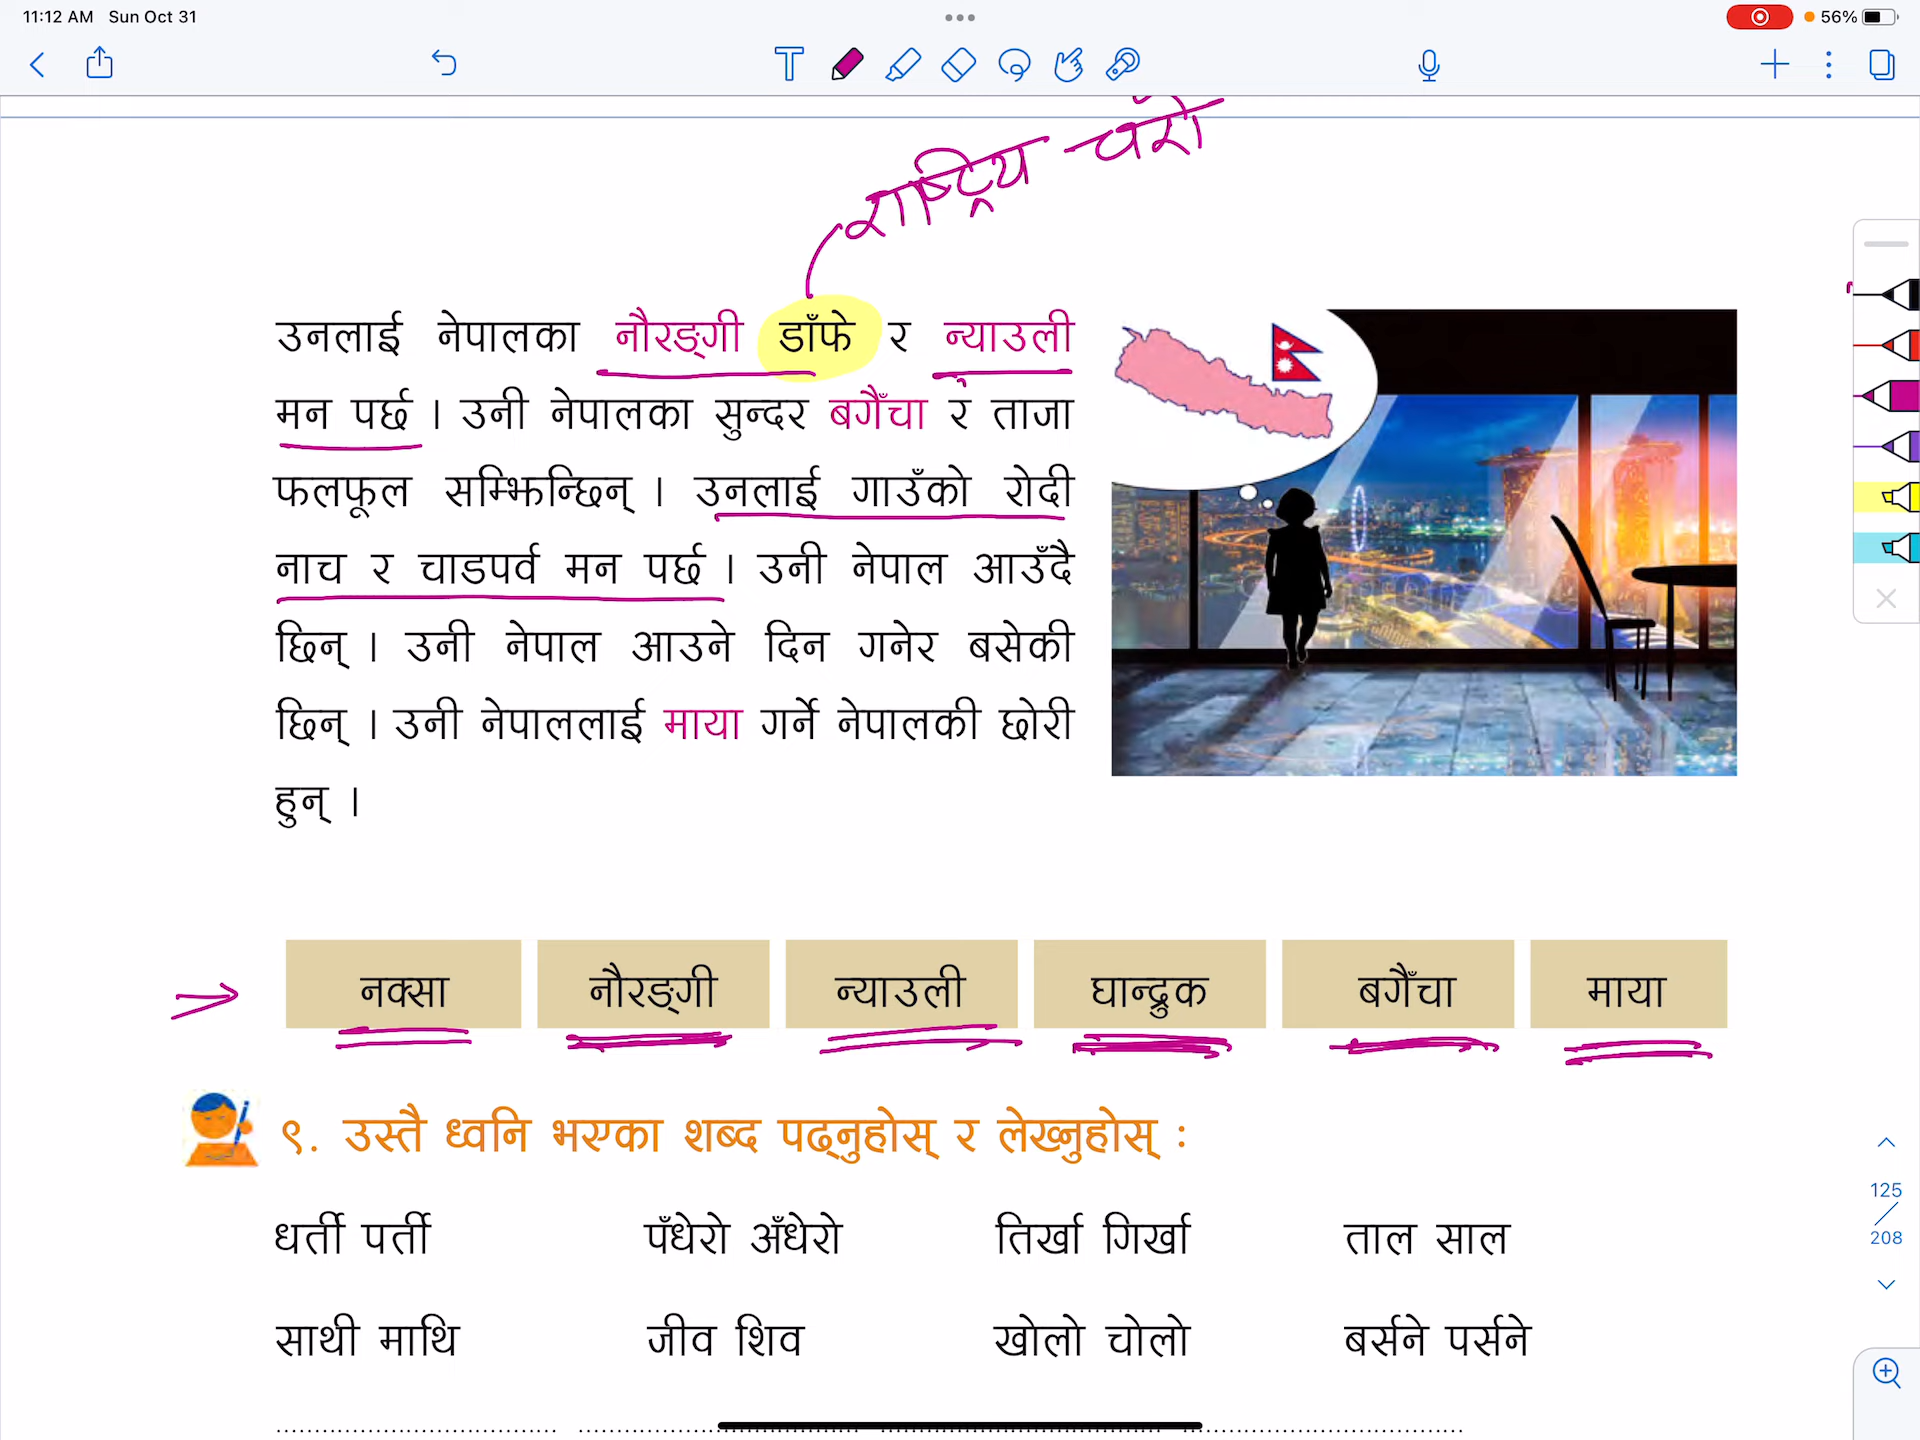 11:12 AM Sun Oct 31
56%
राष्ट्रिय चरो
उनलाई नेपालका नौरङ्गी डाँफे र न्याउली
मन पर्छ । उनी नेपालका सुन्दर बगैँचा र ताजा
फलफूल सम्झिन्छिन् । उनलाई गाउँको रोदी
नाच र चाडपर्व मन पर्छ । उनी नेपाल आउँदै
छिन् । उनी नेपाल आउने दिन गनेर बसेकी
छिन् । उनी नेपाललाई माया गर्ने नेपालकी छोरी
हुन् ।
नक्सा नौरङ्गी न्याउली घान्द्रुक बगैँचा माया
९. उस्तै ध्वनि भएका शब्द पढ्नुहोस् र लेख्नुहोस् :
धर्ती पर्ती पँधेरो अँधेरो तिर्खा गिर्खा ताल साल
साथी माथि जीव शिव खोलो चोलो बर्सने पर्सने
125
208